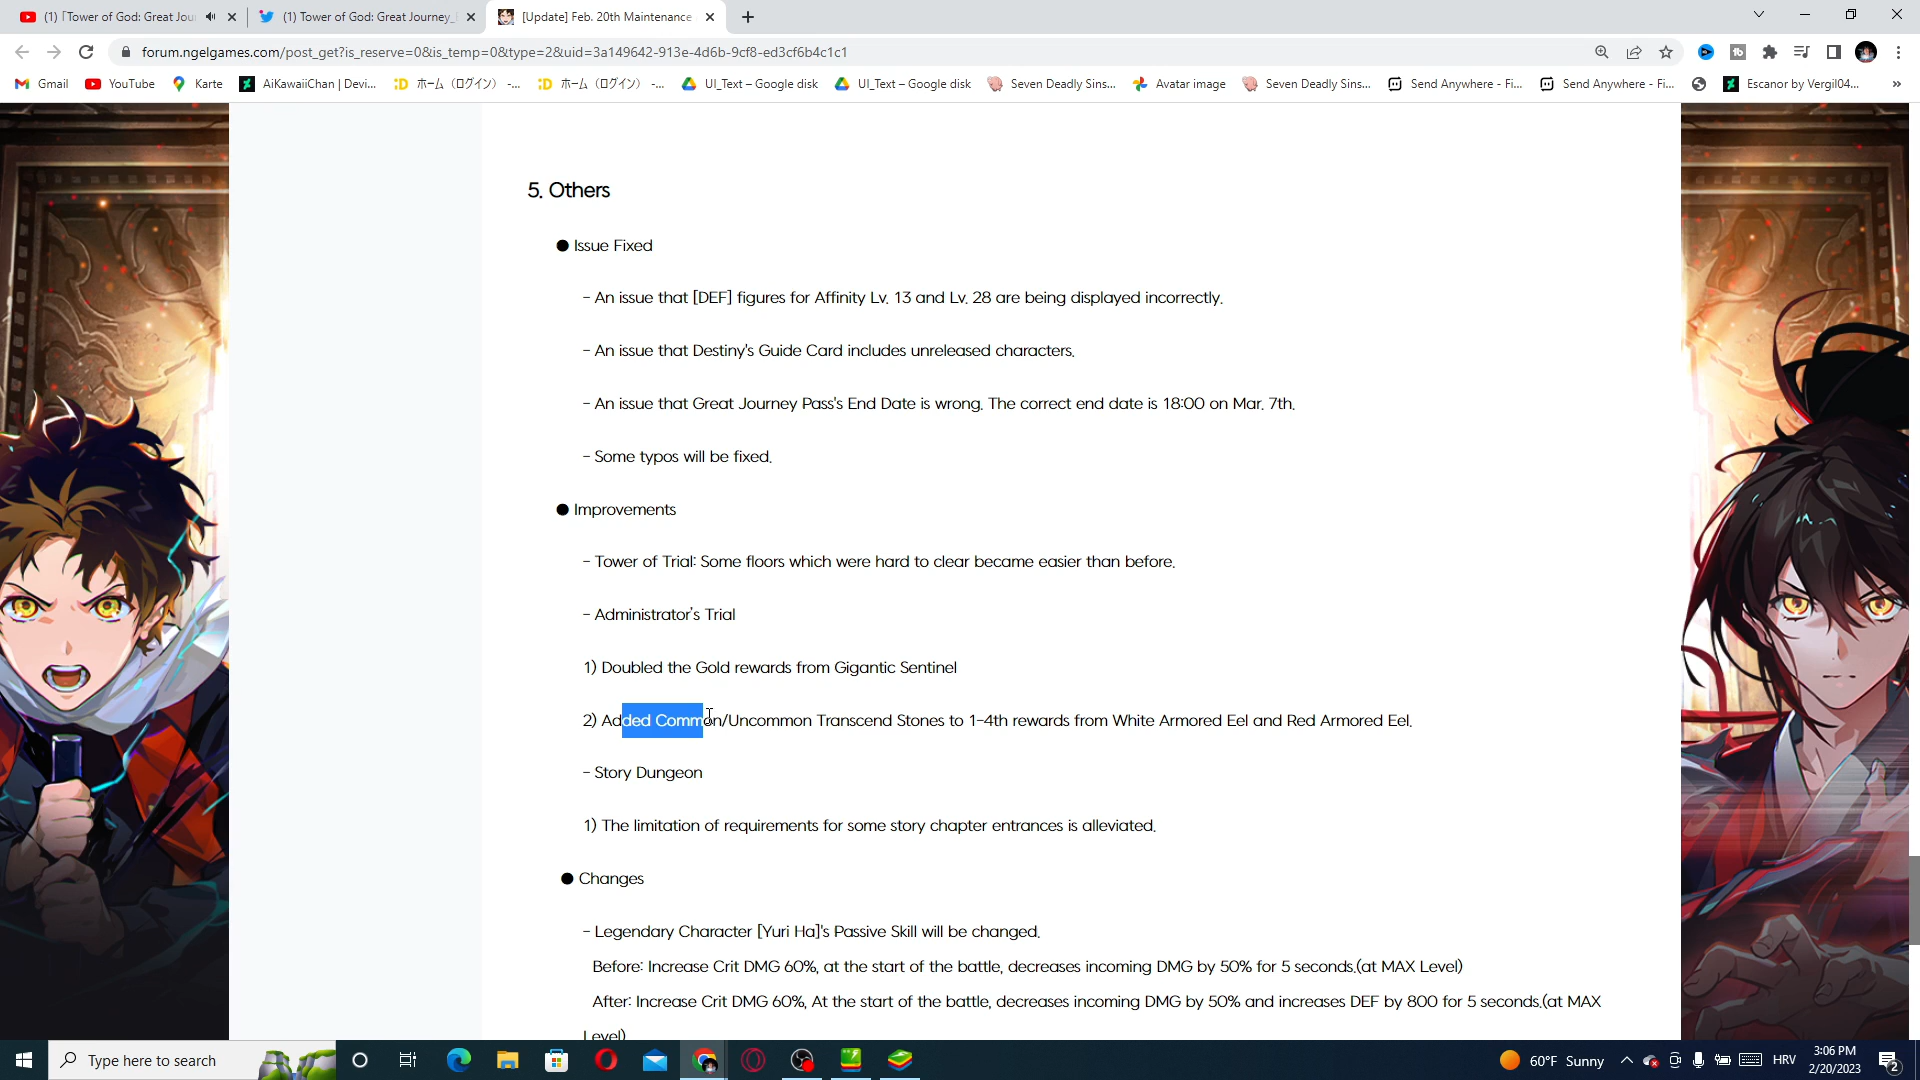 (1) 「Tower of God: Great Jou
(1) Tower of God: Great Journey_
[Update] Feb. 20th Maintenance
forum.ngelgames.com/post_get?is_reserve=0&is_temp=0&type=2&uid=3a149642-913e-4d6b-9cf8-ed3cf6b4c1c1
Gmail YouTube Karte AiKawaiiChan | Devi... ホーム（ログイン） -... ホーム（ログイン） -... UI_Text – Google disk UI_Text – Google disk Seven Deadly Sins... Avatar image Seven Deadly Sins... Send Anywhere - Fi... Send Anywhere - Fi... Escanor by Vergil04... »
5. Others
● Issue Fixed
- An issue that [DEF] figures for Affinity Lv. 13 and Lv. 28 are being displayed incorrectly.
- An issue that Destiny's Guide Card includes unreleased characters.
- An issue that Great Journey Pass's End Date is wrong. The correct end date is 18:00 on Mar. 7th.
- Some typos will be fixed.
● Improvements
- Tower of Trial: Some floors which were hard to clear became easier than before.
- Administrator's Trial
1) Doubled the Gold rewards from Gigantic Sentinel
2) Added Common/Uncommon Transcend Stones to 1-4th rewards from White Armored Eel and Red Armored Eel.
- Story Dungeon
1) The limitation of requirements for some story chapter entrances is alleviated.
● Changes
- Legendary Character [Yuri Ha]'s Passive Skill will be changed.
Before: Increase Crit DMG 60%, at the start of the battle, decreases incoming DMG by 50% for 5 seconds.(at MAX Level)
After: Increase Crit DMG 60%, At the start of the battle, decreases incoming DMG by 50% and increases DEF by 800 for 5 seconds.(at MAX
Level)
Type here to search
60°F Sunny
HRV
3:06 PM
2/20/2023
2